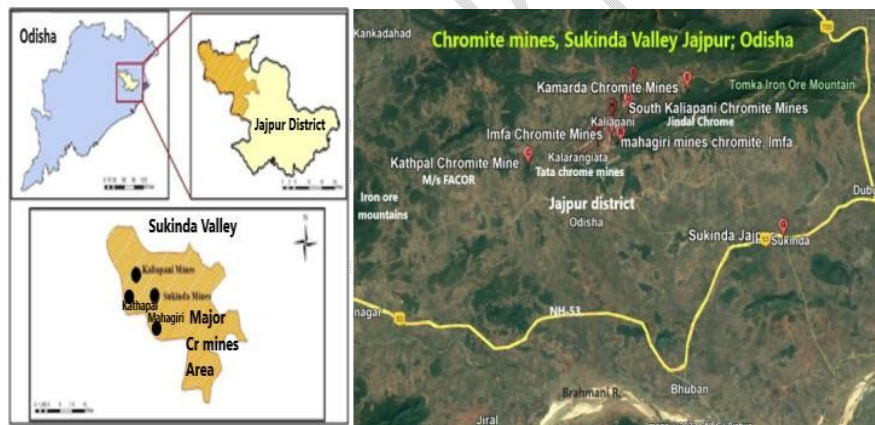 Odisha
Jajpur District
Sukinda Valley
Kaliapani Mines
Kathapal
Sukinda Mines
Mahagiri
Major
Cr mines
Area
Kankadahad
Chromite mines, Sukinda Valley Jajpur; Odisha
Kamarda Chromite Mines
Tomka Iron Ore Mountain
South Kaliapani Chromite Mines
Kaliapani
Jindal Chrome
Imfa Chromite Mines
mahagiri mines chromite, Imfa
Kathpal Chromite Mine
Kalarangiata
M/s FACOR
Tata chrome mines
Iron ore
mountains
Jajpur district
Odisha
Dub
Sukinda Jajp
Sukinda
nagar
NH-53
Bhuban
Brahmani R.
Jiral